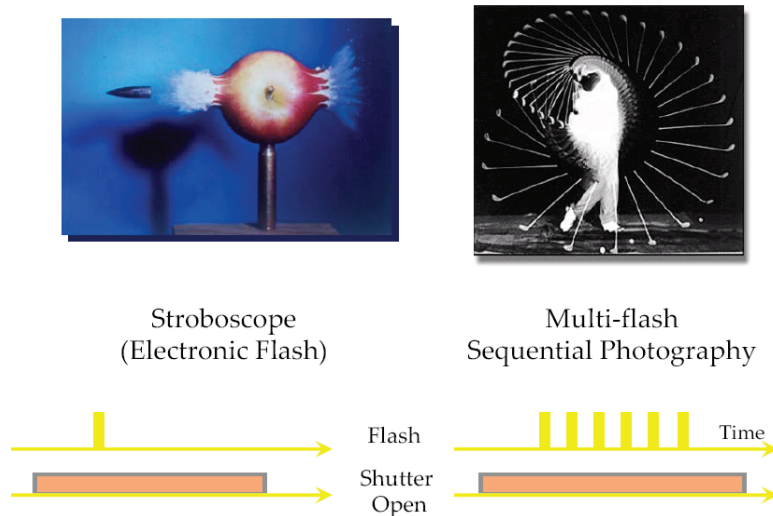 Stroboscope
(Electronic Flash)
Multi-flash
Sequential Photography
Flash
Time
Shutter
Open